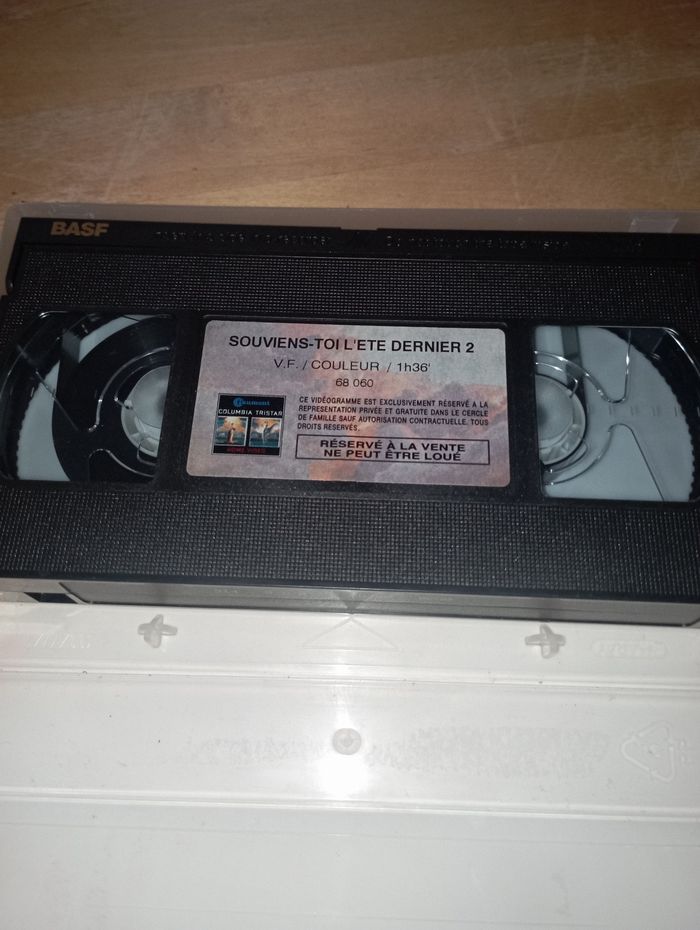 BASF
SOUVIENS-TOI L'ETE DERNIER 2
V.F. / COULEUR / 1h36'
68 060
Gaumont
COLUMBIA TRISTAR
HOME VIDEO
CE VIDÉOGRAMME EST EXCLUSIVEMENT RÉSERVÉ A LA
REPRESENTATION PRIVÉE ET GRATUITE DANS LE CERCLE
DE FAMILLE SAUF AUTORISATION CONTRACTUELLE. TOUS
DROITS RESERVÉS.
RÉSERVÉ À LA VENTE
NE PEUT ÊTRE LOUÉ